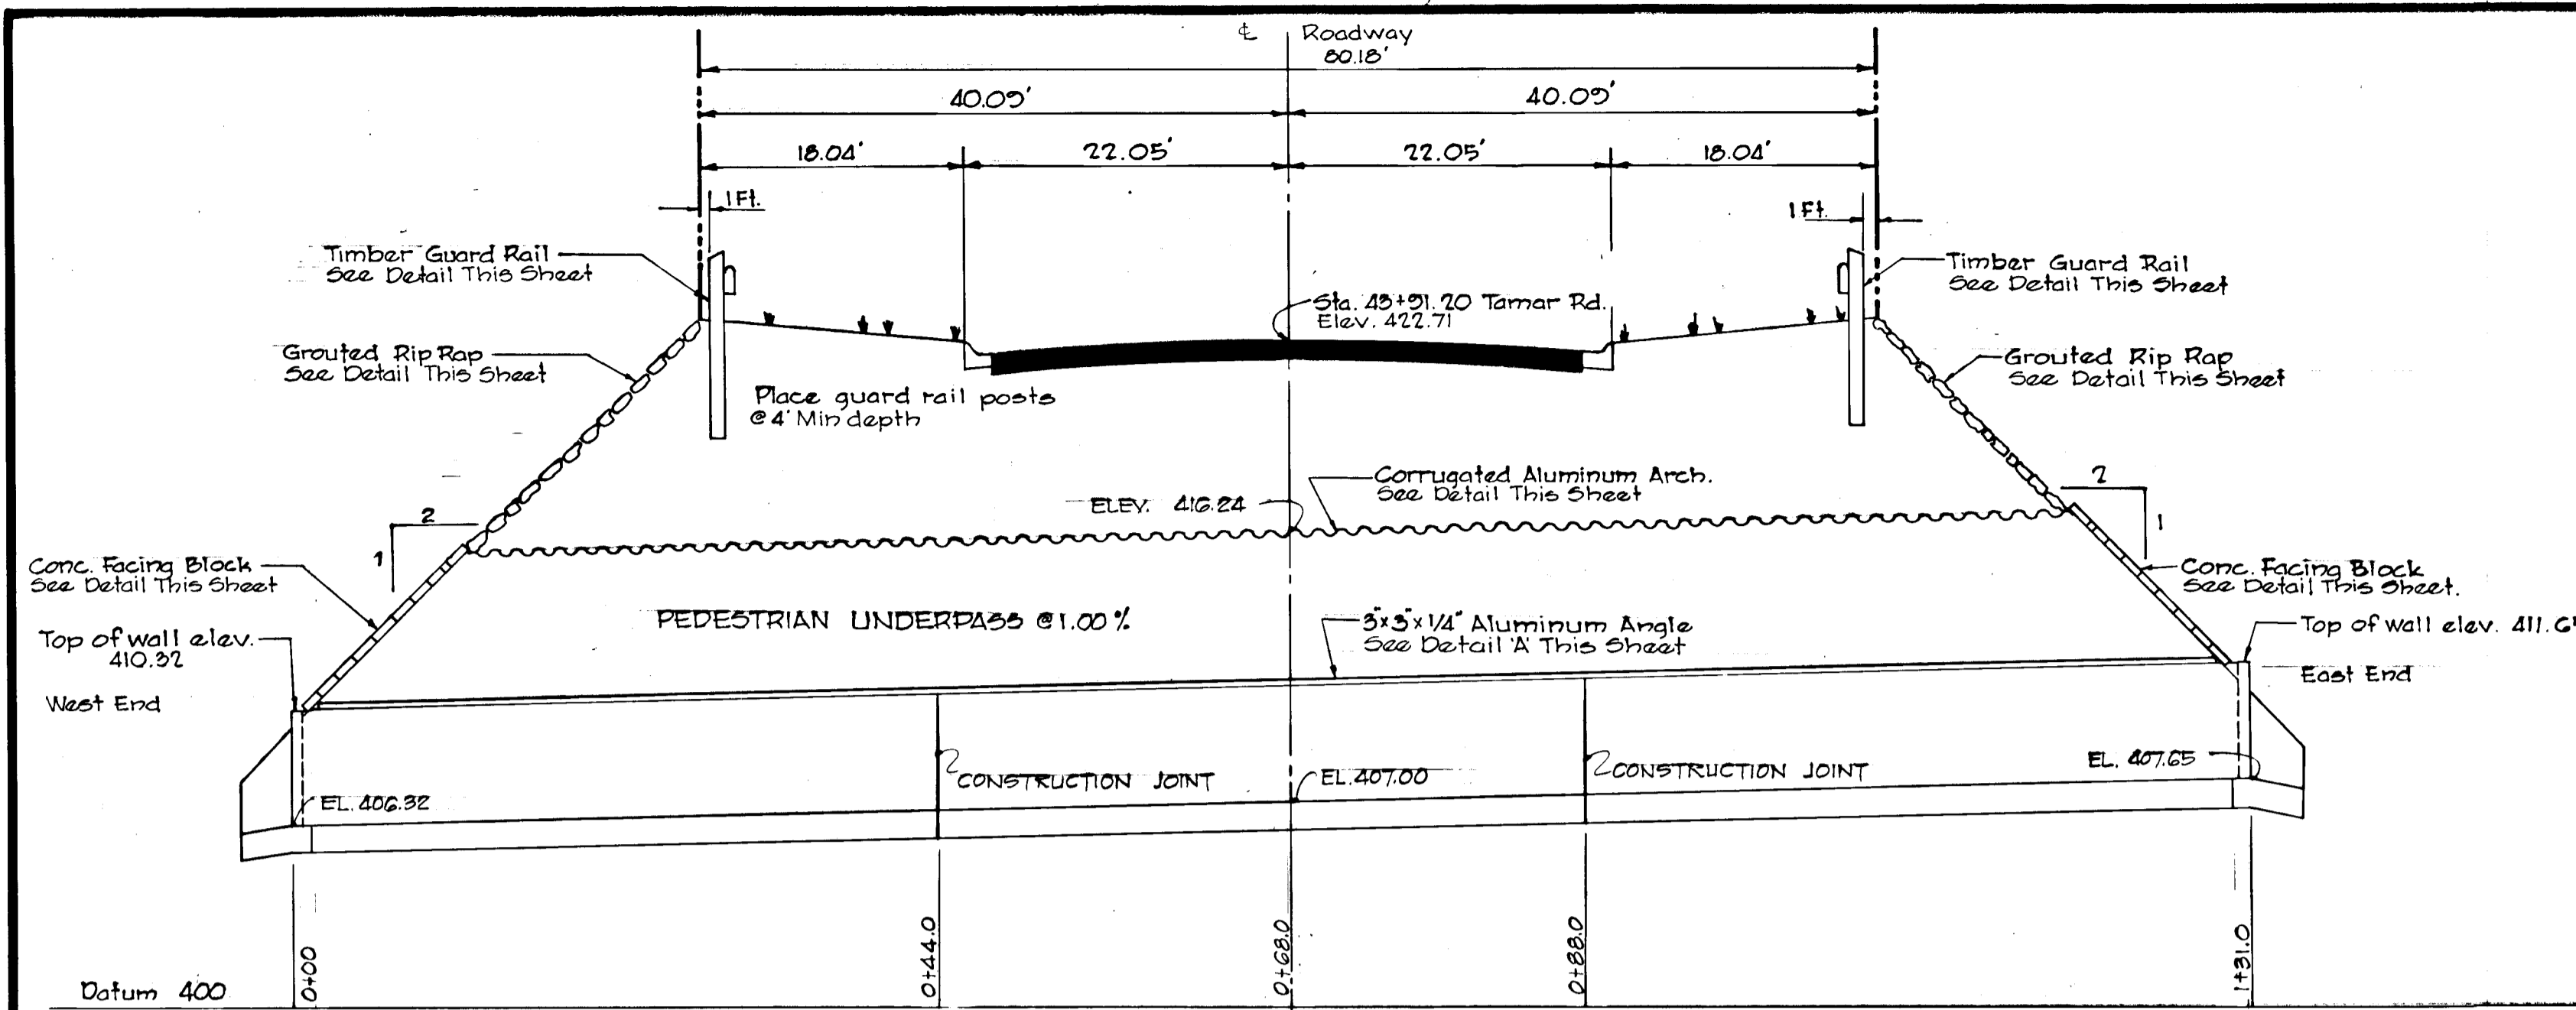 ℄ Roadway
80.18'
40.09' 40.09'
18.04' 22.05' 22.05' 18.04'
1 Ft. 1 Ft.
Timber Guard Rail
See Detail This Sheet
Timber Guard Rail
See Detail This Sheet
Sta. 43+91.20 Tamar Rd.
Elev. 422.71
Grouted Rip Rap
See Detail This Sheet
Grouted Rip Rap
See Detail This Sheet
Place guard rail posts
@ 4' Min depth
Corrugated Aluminum Arch.
See Detail This Sheet
ELEV. 416.24
2
1
2
1
Conc. Facing Block
See Detail This Sheet
Conc. Facing Block
See Detail This Sheet.
PEDESTRIAN UNDERPASS @ 1.00 %
3"x3"x1/4" Aluminum Angle
See Detail 'A' This Sheet
Top of wall elev.
410.32
Top of wall elev. 411.6
West End
East End
CONSTRUCTION JOINT
CONSTRUCTION JOINT
EL. 406.32
EL. 407.00
EL. 407.65
0+00
0+44.0
0+68.0
0+88.0
1+31.0
Datum 400